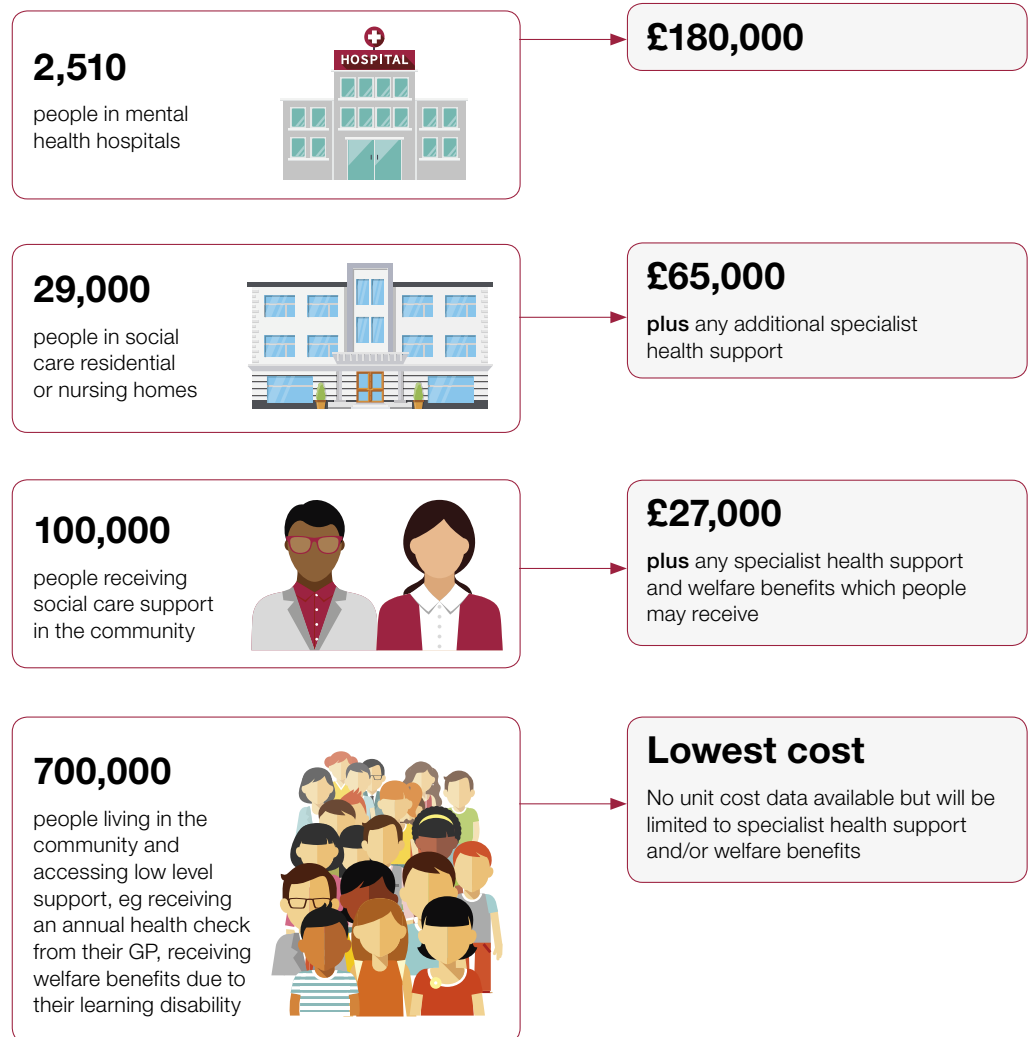 2,510
people in mental
health hospitals
HOSPITAL
£180,000
29,000
people in social
care residential
or nursing homes
£65,000
plus any additional specialist
health support
100,000
people receiving
social care support
in the community
£27,000
plus any specialist health support
and welfare benefits which people
may receive
700,000
people living in the
community and
accessing low level
support, eg receiving
an annual health check
from their GP, receiving
welfare benefits due to
their learning disability
Lowest cost
No unit cost data available but will be
limited to specialist health support
and/or welfare benefits